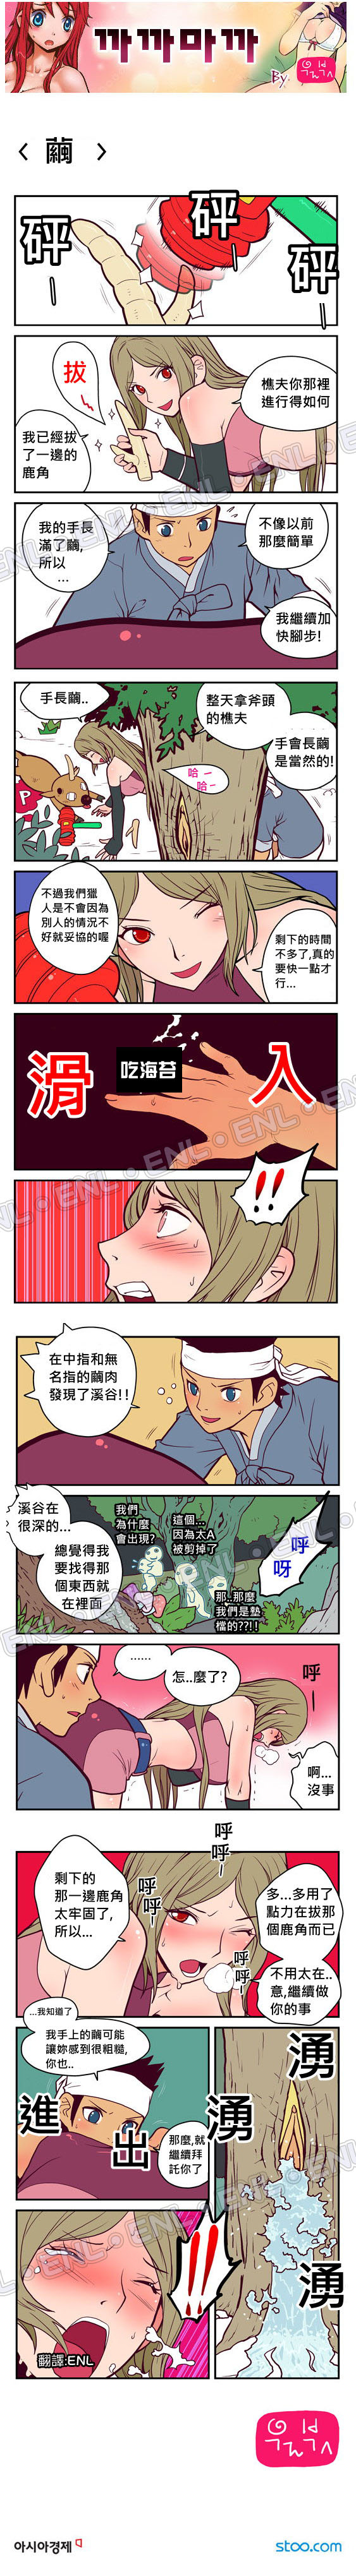 까까마까
By.
〈 繭 〉
砰
砰
砰
拔
樵夫你那裡
進行得如何
我已經拔
了一邊的
鹿角
我的手長
滿了繭,
所以
...
不像以前
那麼簡單
我繼續加
快腳步!
手長繭..
整天拿斧頭
的樵夫
手會長繭
是當然的!
哈
哈
P
不過我們獵
人是不會因為
別人的情況不
好就妥協的喔
剩下的時間
不多了,真的
要快一點才
行...
滑
吃海苔
入
!!
在中指和無
名指的繭肉
發現了溪谷!!
溪谷在
很深的...
總覺得我
要找得那
個東西就
在裡面
我們
為什麼
會出現?
這個...
因為太A
被剪掉了
那..那麼
我們是墊
檔的??!!
呼
呀
......
怎..麼了?
呼
啊...
沒事
呼
呼
剩下的
那一邊鹿角
太牢固了,
所以...
呼
呼
呼
呼
多...多用了
點力在拔那
個鹿角而已
不用太在..
意,繼續做
你的事
...我知道了
我手上的繭可能
讓妳感到很粗糙,
你也..
進
出
那麼,就
繼續拜
託你了
湧
湧
湧
!!!
翻譯:ENL
아시아경제
stoo.com
ENL